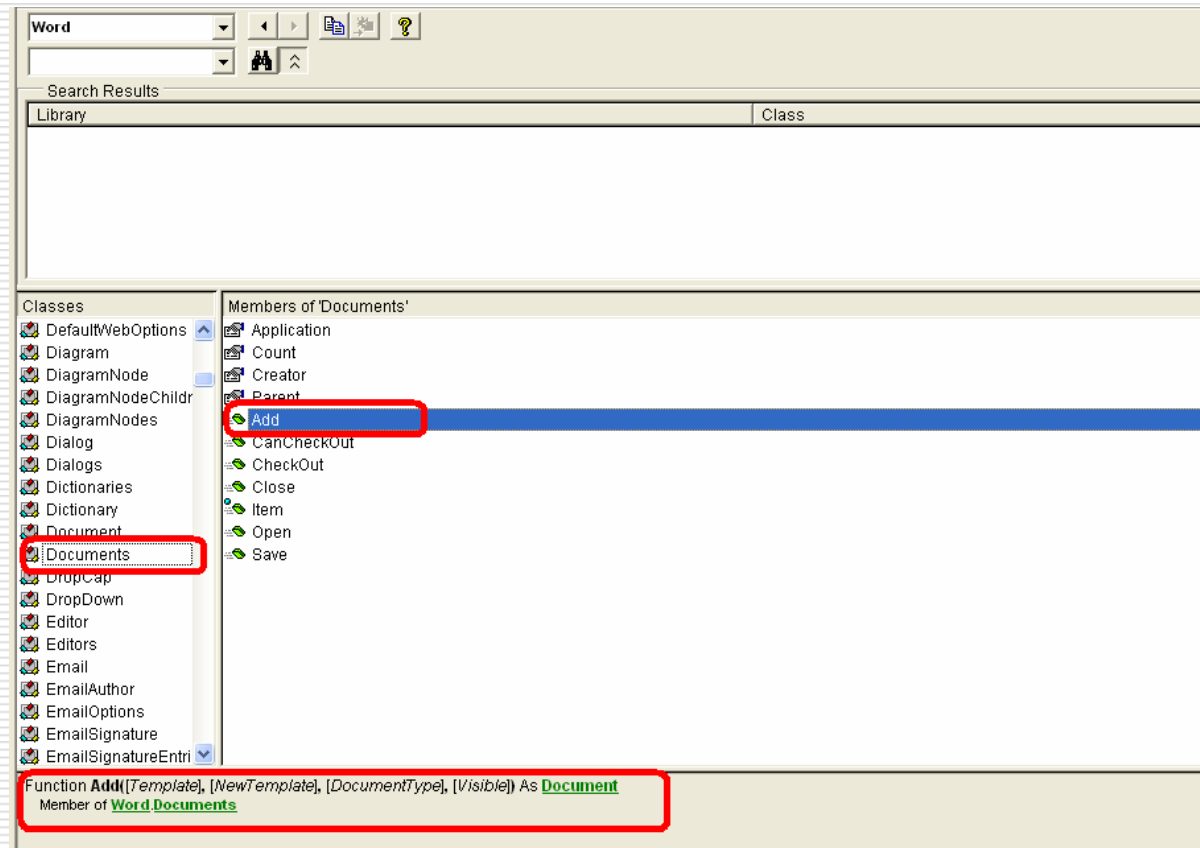 Word
Search Results
Library Class
Classes
DefaultWebOptions
Diagram
DiagramNode
DiagramNodeChildr
DiagramNodes
Dialog
Dialogs
Dictionaries
Dictionary
Document
Documents
DropCap
DropDown
Editor
Editors
Email
EmailAuthor
EmailOptions
EmailSignature
EmailSignatureEntri
Members of 'Documents'
Application
Count
Creator
Parent
Add
CanCheckOut
CheckOut
Close
Item
Open
Save
Function Add([Template], [NewTemplate], [DocumentType], [Visible]) As Document
Member of Word.Documents